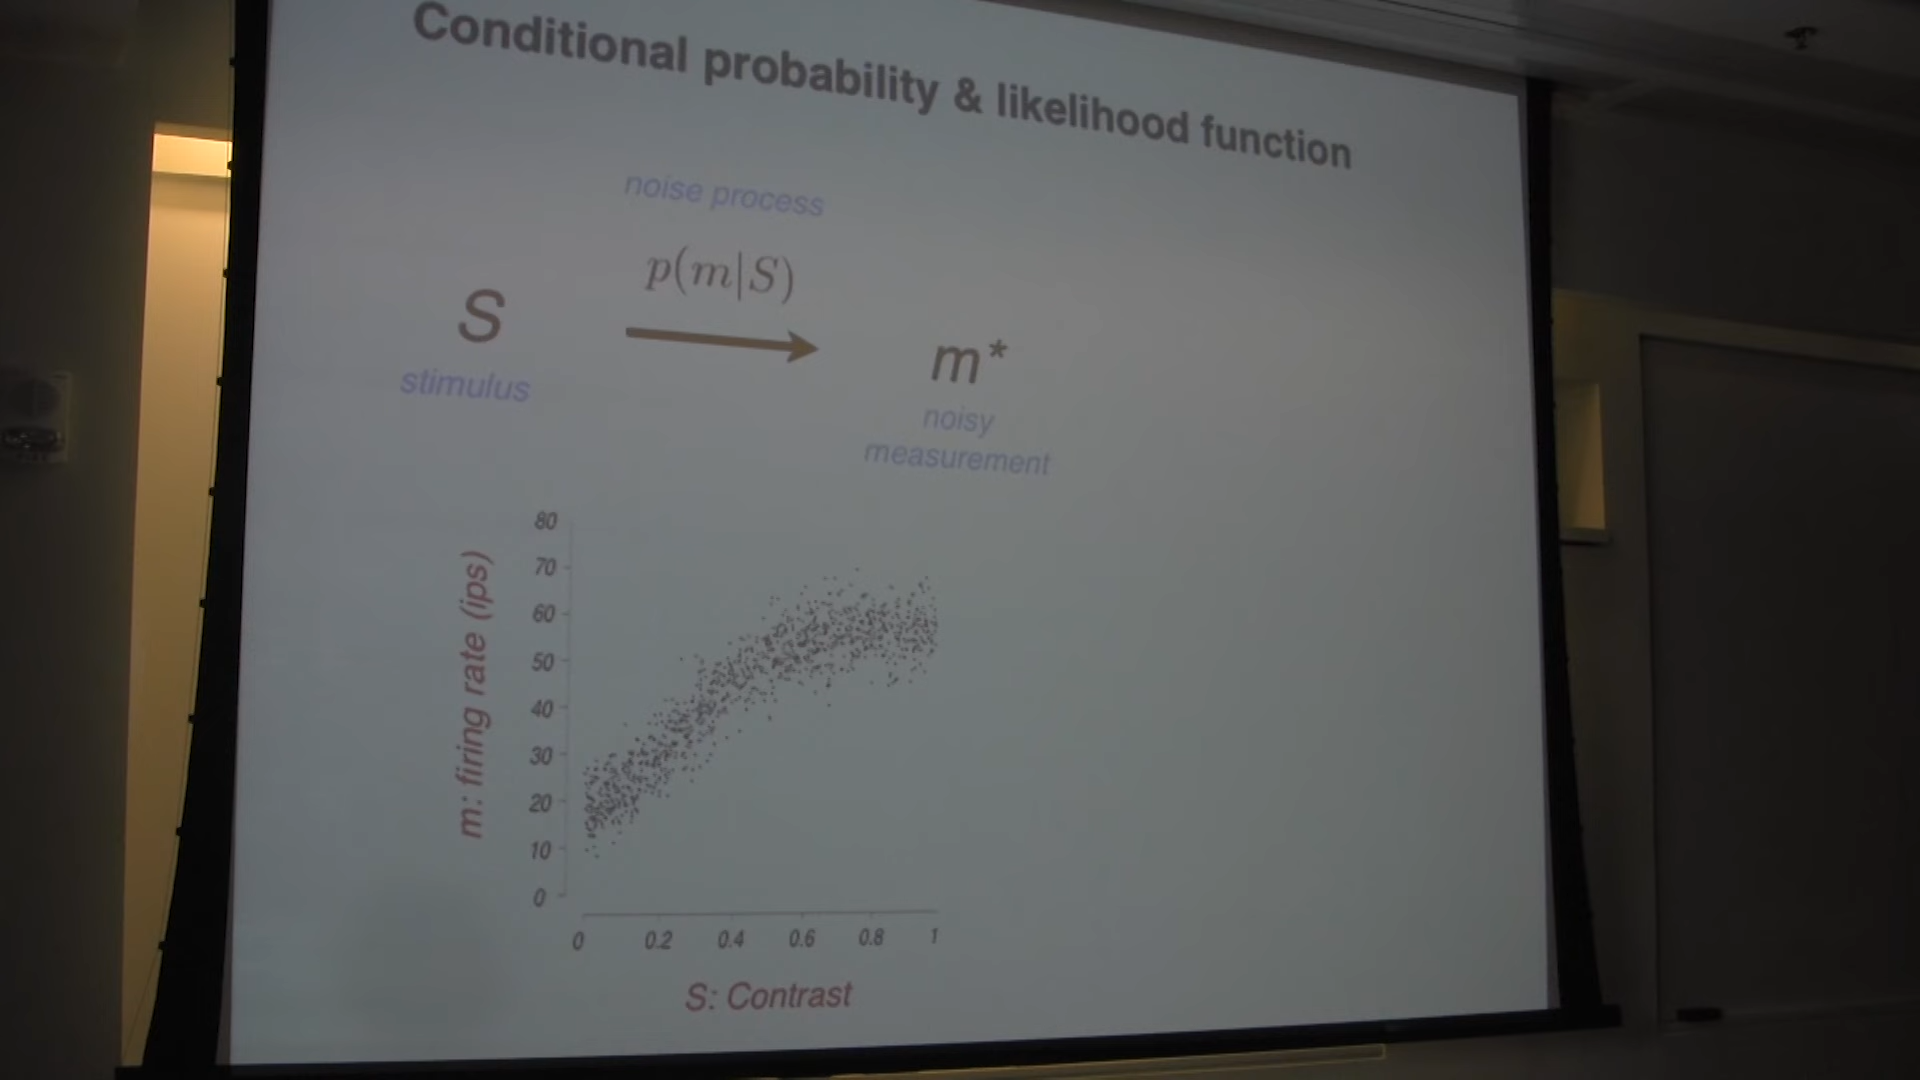 Conditional probability & likelihood function
noise process
p(m|S)
S
m*
stimulus
noisy
measurement
80
70
60
50
40
30
20
10
0
m: firing rate (ips)
0 0.2 0.4 0.6 0.8 1
S: Contrast